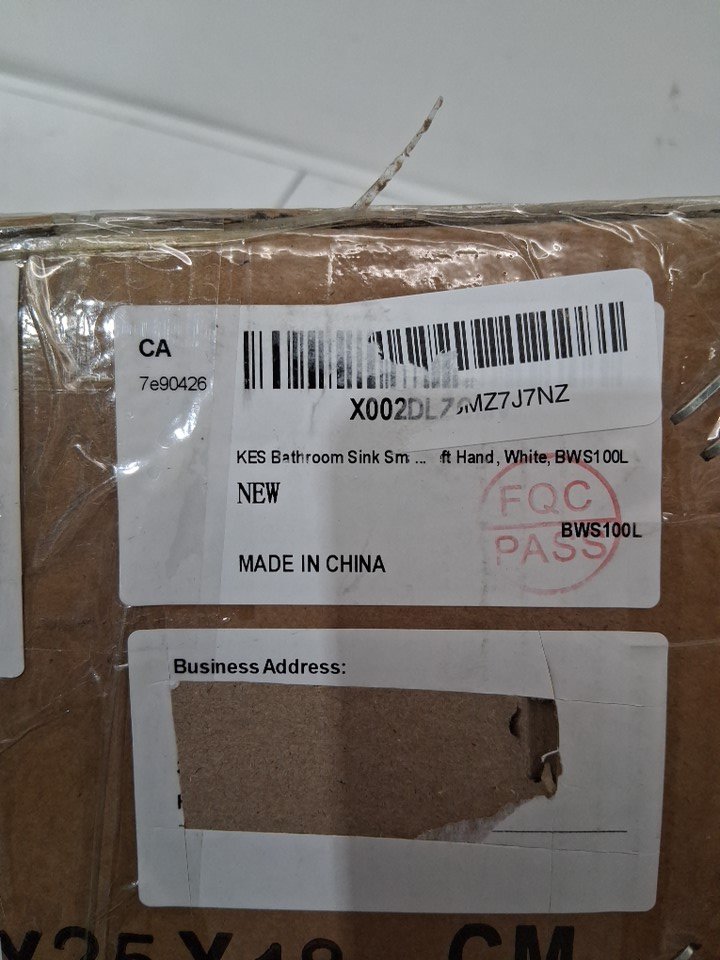 CA
7e90426
KES Bathroom Sink Sm ... ft Hand, White, BWS100L
NEW
FQC
PASS
BWS100L
MADE IN CHINA
Business Address:
CM